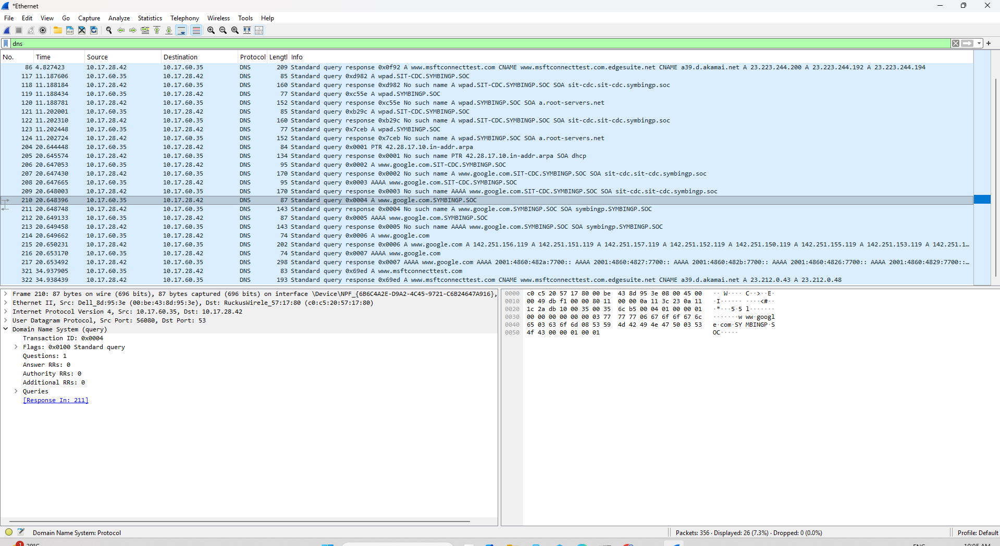 *Ethernet
File Edit View Go Capture Analyze Statistics Telephony Wireless Tools Help
dns
No. Time Source Destination Protocol Lengtl Info
86 4.827423 10.17.28.42 10.17.60.35 DNS 209 Standard query response 0x0f92 A www.msftconnecttest.com CNAME www.msftconnecttest.com.edgesuite.net CNAME a39.d.akamai.net A 23.223.244.200 A 23.223.244.192 A 23.223.244.194
117 11.187606 10.17.60.35 10.17.28.42 DNS 85 Standard query 0xd982 A wpad.SIT-CDC.SYMBINGP.SOC
118 11.188184 10.17.28.42 10.17.60.35 DNS 160 Standard query response 0xd982 No such name A wpad.SIT-CDC.SYMBINGP.SOC SOA sit-cdc.sit-cdc.symbingp.soc
119 11.188434 10.17.60.35 10.17.28.42 DNS 77 Standard query 0xc55e A wpad.SYMBINGP.SOC
120 11.188781 10.17.28.42 10.17.60.35 DNS 152 Standard query response 0xc55e No such name A wpad.SYMBINGP.SOC SOA a.root-servers.net
121 11.202001 10.17.60.35 10.17.28.42 DNS 85 Standard query 0xb29c A wpad.SIT-CDC.SYMBINGP.SOC
122 11.202310 10.17.28.42 10.17.60.35 DNS 160 Standard query response 0xb29c No such name A wpad.SIT-CDC.SYMBINGP.SOC SOA sit-cdc.sit-cdc.symbingp.soc
123 11.202448 10.17.60.35 10.17.28.42 DNS 77 Standard query 0x7ceb A wpad.SYMBINGP.SOC
124 11.202724 10.17.28.42 10.17.60.35 DNS 152 Standard query response 0x7ceb No such name A wpad.SYMBINGP.SOC SOA a.root-servers.net
204 20.644448 10.17.60.35 10.17.28.42 DNS 84 Standard query 0x0001 PTR 42.28.17.10.in-addr.arpa
205 20.645574 10.17.28.42 10.17.60.35 DNS 134 Standard query response 0x0001 No such name PTR 42.28.17.10.in-addr.arpa SOA dhcp
206 20.647053 10.17.60.35 10.17.28.42 DNS 95 Standard query 0x0002 A www.google.com.SIT-CDC.SYMBINGP.SOC
207 20.647430 10.17.28.42 10.17.60.35 DNS 170 Standard query response 0x0002 No such name A www.google.com.SIT-CDC.SYMBINGP.SOC SOA sit-cdc.sit-cdc.symbingp.soc
208 20.647665 10.17.60.35 10.17.28.42 DNS 95 Standard query 0x0003 AAAA www.google.com.SIT-CDC.SYMBINGP.SOC
209 20.648003 10.17.28.42 10.17.60.35 DNS 170 Standard query response 0x0003 No such name AAAA www.google.com.SIT-CDC.SYMBINGP.SOC SOA sit-cdc.sit-cdc.symbingp.soc
210 20.648396 10.17.60.35 10.17.28.42 DNS 87 Standard query 0x0004 A www.google.com.SYMBINGP.SOC
211 20.648748 10.17.28.42 10.17.60.35 DNS 143 Standard query response 0x0004 No such name A www.google.com.SYMBINGP.SOC SOA symbingp.SYMBINGP.SOC
212 20.649133 10.17.60.35 10.17.28.42 DNS 87 Standard query 0x0005 AAAA www.google.com.SYMBINGP.SOC
213 20.649458 10.17.28.42 10.17.60.35 DNS 143 Standard query response 0x0005 No such name AAAA www.google.com.SYMBINGP.SOC SOA symbingp.SYMBINGP.SOC
214 20.649662 10.17.60.35 10.17.28.42 DNS 74 Standard query 0x0006 A www.google.com
215 20.650231 10.17.28.42 10.17.60.35 DNS 202 Standard query response 0x0006 A www.google.com A 142.251.156.119 A 142.251.151.119 A 142.251.157.119 A 142.251.152.119 A 142.251.150.119 A 142.251.155.119 A 142.251.153.119 A 142.251.1…
216 20.653170 10.17.60.35 10.17.28.42 DNS 74 Standard query 0x0007 AAAA www.google.com
217 20.653492 10.17.28.42 10.17.60.35 DNS 298 Standard query response 0x0007 AAAA www.google.com AAAA 2001:4860:482a:7700:: AAAA 2001:4860:4827:7700:: AAAA 2001:4860:482b:7700:: AAAA 2001:4860:4826:7700:: AAAA 2001:4860:4829:7700::…
321 34.937905 10.17.60.35 10.17.28.42 DNS 83 Standard query 0x69ed A www.msftconnecttest.com
322 34.938439 10.17.28.42 10.17.60.35 DNS 193 Standard query response 0x69ed A www.msftconnecttest.com CNAME www.msftconnecttest.com.edgesuite.net CNAME a39.d.akamai.net A 23.212.0.43 A 23.212.0.48
Frame 210: 87 bytes on wire (696 bits), 87 bytes captured (696 bits) on interface \Device\NPF_{6B6C4A2E-D9A2-4C45-9721-C6B24647A916},
Ethernet II, Src: Dell_8d:95:3e (00:be:43:8d:95:3e), Dst: RuckusWirele_57:17:80 (c0:c5:20:57:17:80)
Internet Protocol Version 4, Src: 10.17.60.35, Dst: 10.17.28.42
User Datagram Protocol, Src Port: 56080, Dst Port: 53
Domain Name System (query)
Transaction ID: 0x0004
Flags: 0x0100 Standard query
Questions: 1
Answer RRs: 0
Authority RRs: 0
Additional RRs: 0
Queries
[Response In: 211]
0000 c0 c5 20 57 17 80 00 be 43 8d 95 3e 08 00 45 00 ·· W···· C··>··E·
0010 00 49 db f1 00 00 80 11 00 00 0a 11 3c 23 0a 11 ·I······ ····<#··
0020 1c 2a db 10 00 35 00 35 6c b5 00 04 01 00 00 01 ·*···5·5 l·······
0030 00 00 00 00 00 00 03 77 77 77 06 67 6f 6f 67 6c ·······w ww·googl
0040 65 03 63 6f 6d 08 53 59 4d 42 49 4e 47 50 03 53 e·com·SY MBINGP·S
0050 4f 43 00 00 01 00 01 OC·····
Domain Name System: Protocol
Packets: 356 · Displayed: 26 (7.3%) · Dropped: 0 (0.0%)
Profile: Default
1